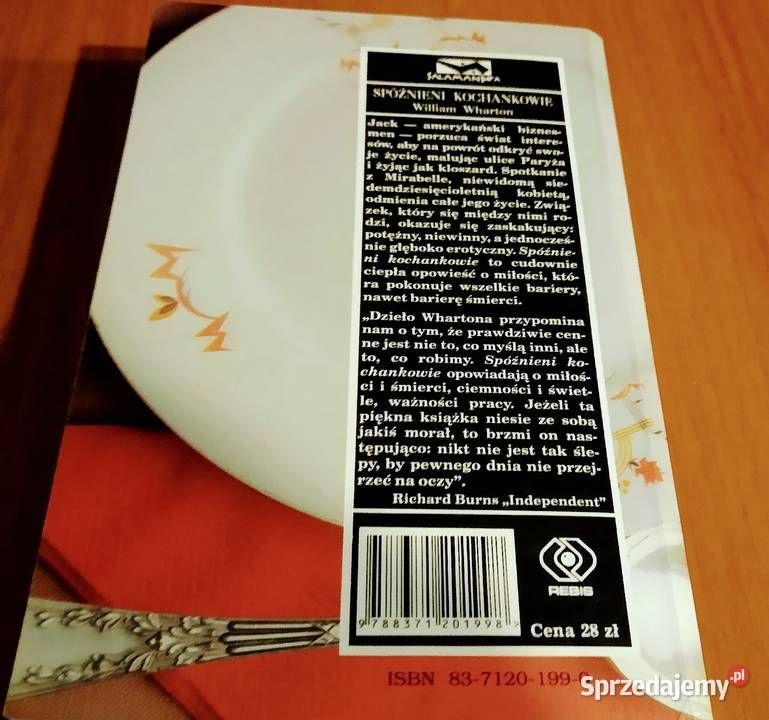 SALAMANDRA
SPÓŹNIENI KOCHANKOWIE
William Wharton
Jack — amerykański biznes-
men — porzuca świat intere-
sów, aby na powrót odkryć swo-
je życie, malując ulice Paryża
i żyjąc jak kloszard. Spotkanie
z Mirabelle, niewidomą sie-
demdziesięcioletnią kobietą,
odmienia całe jego życie. Zwią-
zek, który się między nimi ro-
dzi, okazuje się zaskakujący:
potężny, niewinny, a jednocześ-
nie głęboko erotyczny. Spóźnie-
ni kochankowie to cudownie
ciepła opowieść o miłości, któ-
ra pokonuje wszelkie bariery,
nawet barierę śmierci.
„Dzieło Whartona przypomina
nam o tym, że prawdziwie cen-
ne jest nie to, co myślą inni, ale
to, co robimy. Spóźnieni ko-
chankowie opowiadają o miłoś-
ci i śmierci, ciemności i świet-
le, ważności pracy. Jeżeli ta
piękna książka niesie ze sobą
jakiś morał, to brzmi on nas-
tępująco: nikt nie jest tak śle-
py, by pewnego dnia nie przej-
rzeć na oczy”.
Richard Burns „Independent”
9 788371 201998 >
REBIS
Cena 28 zł
ISBN 83-7120-199-
Sprzedajemy.pl